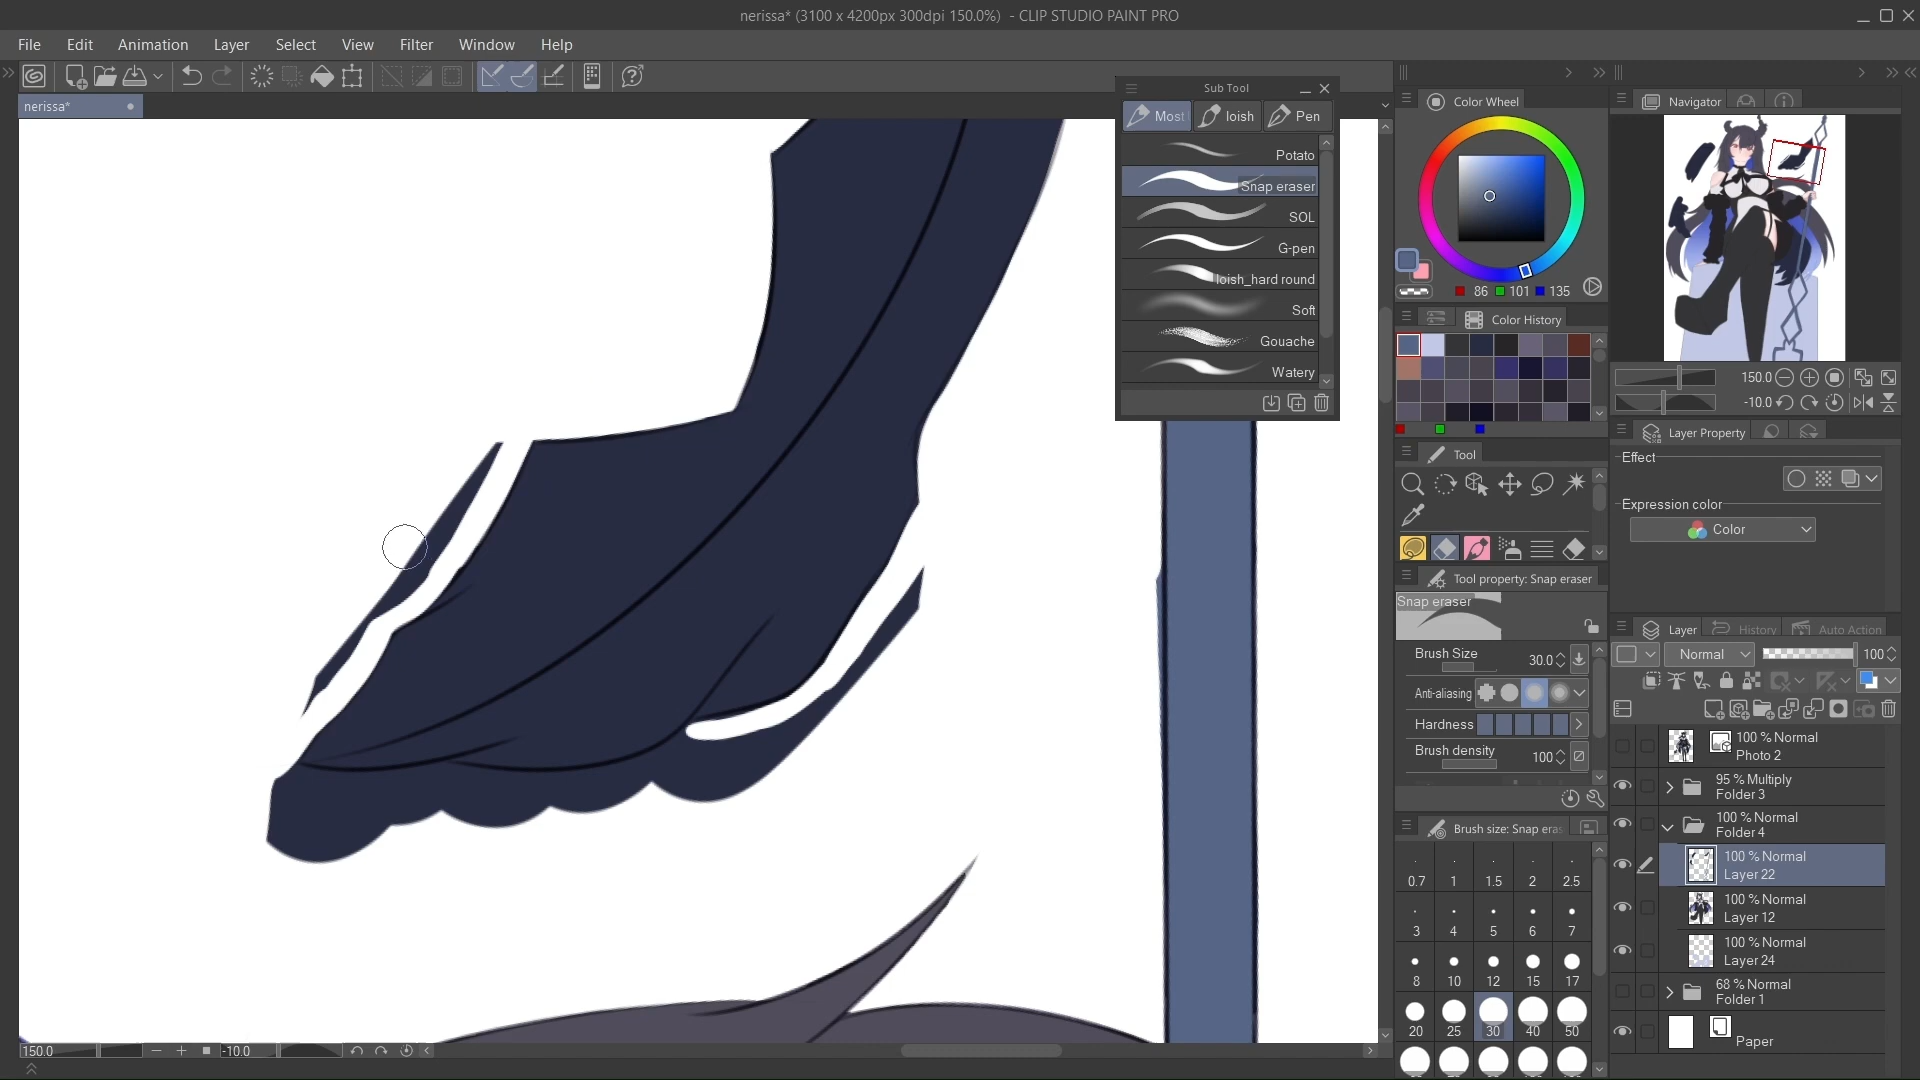 nerissa* (3100 x 4200px 300dpi 150.0%) - CLIP STUDIO PAINT PRO
File Edit Animation Layer Select View Filter Window Help
nerissa*
Sub Tool
Most loish Pen
Potato
Snap eraser
SOL
G-pen
loish_hard round
Soft
Gouache
Watery
Color Wheel
86 101 135
Color History
Tool
Tool property: Snap eraser
Snap eraser
Brush Size 30.0
Anti-aliasing
Hardness
Brush density 100
Brush size: Snap eras
0.7 1 1.5 2 2.5
3 4 5 6 7
8 10 12 15 17
20 25 30 40 50
Navigator
150.0
-10.0
Layer Property
Effect
Expression color
Color
Layer History Auto Action
Normal 100
100 % Normal
Photo 2
95 % Multiply
Folder 3
100 % Normal
Folder 4
100 % Normal
Layer 22
100 % Normal
Layer 12
100 % Normal
Layer 24
68 % Normal
Folder 1
Paper
150.0 -10.0